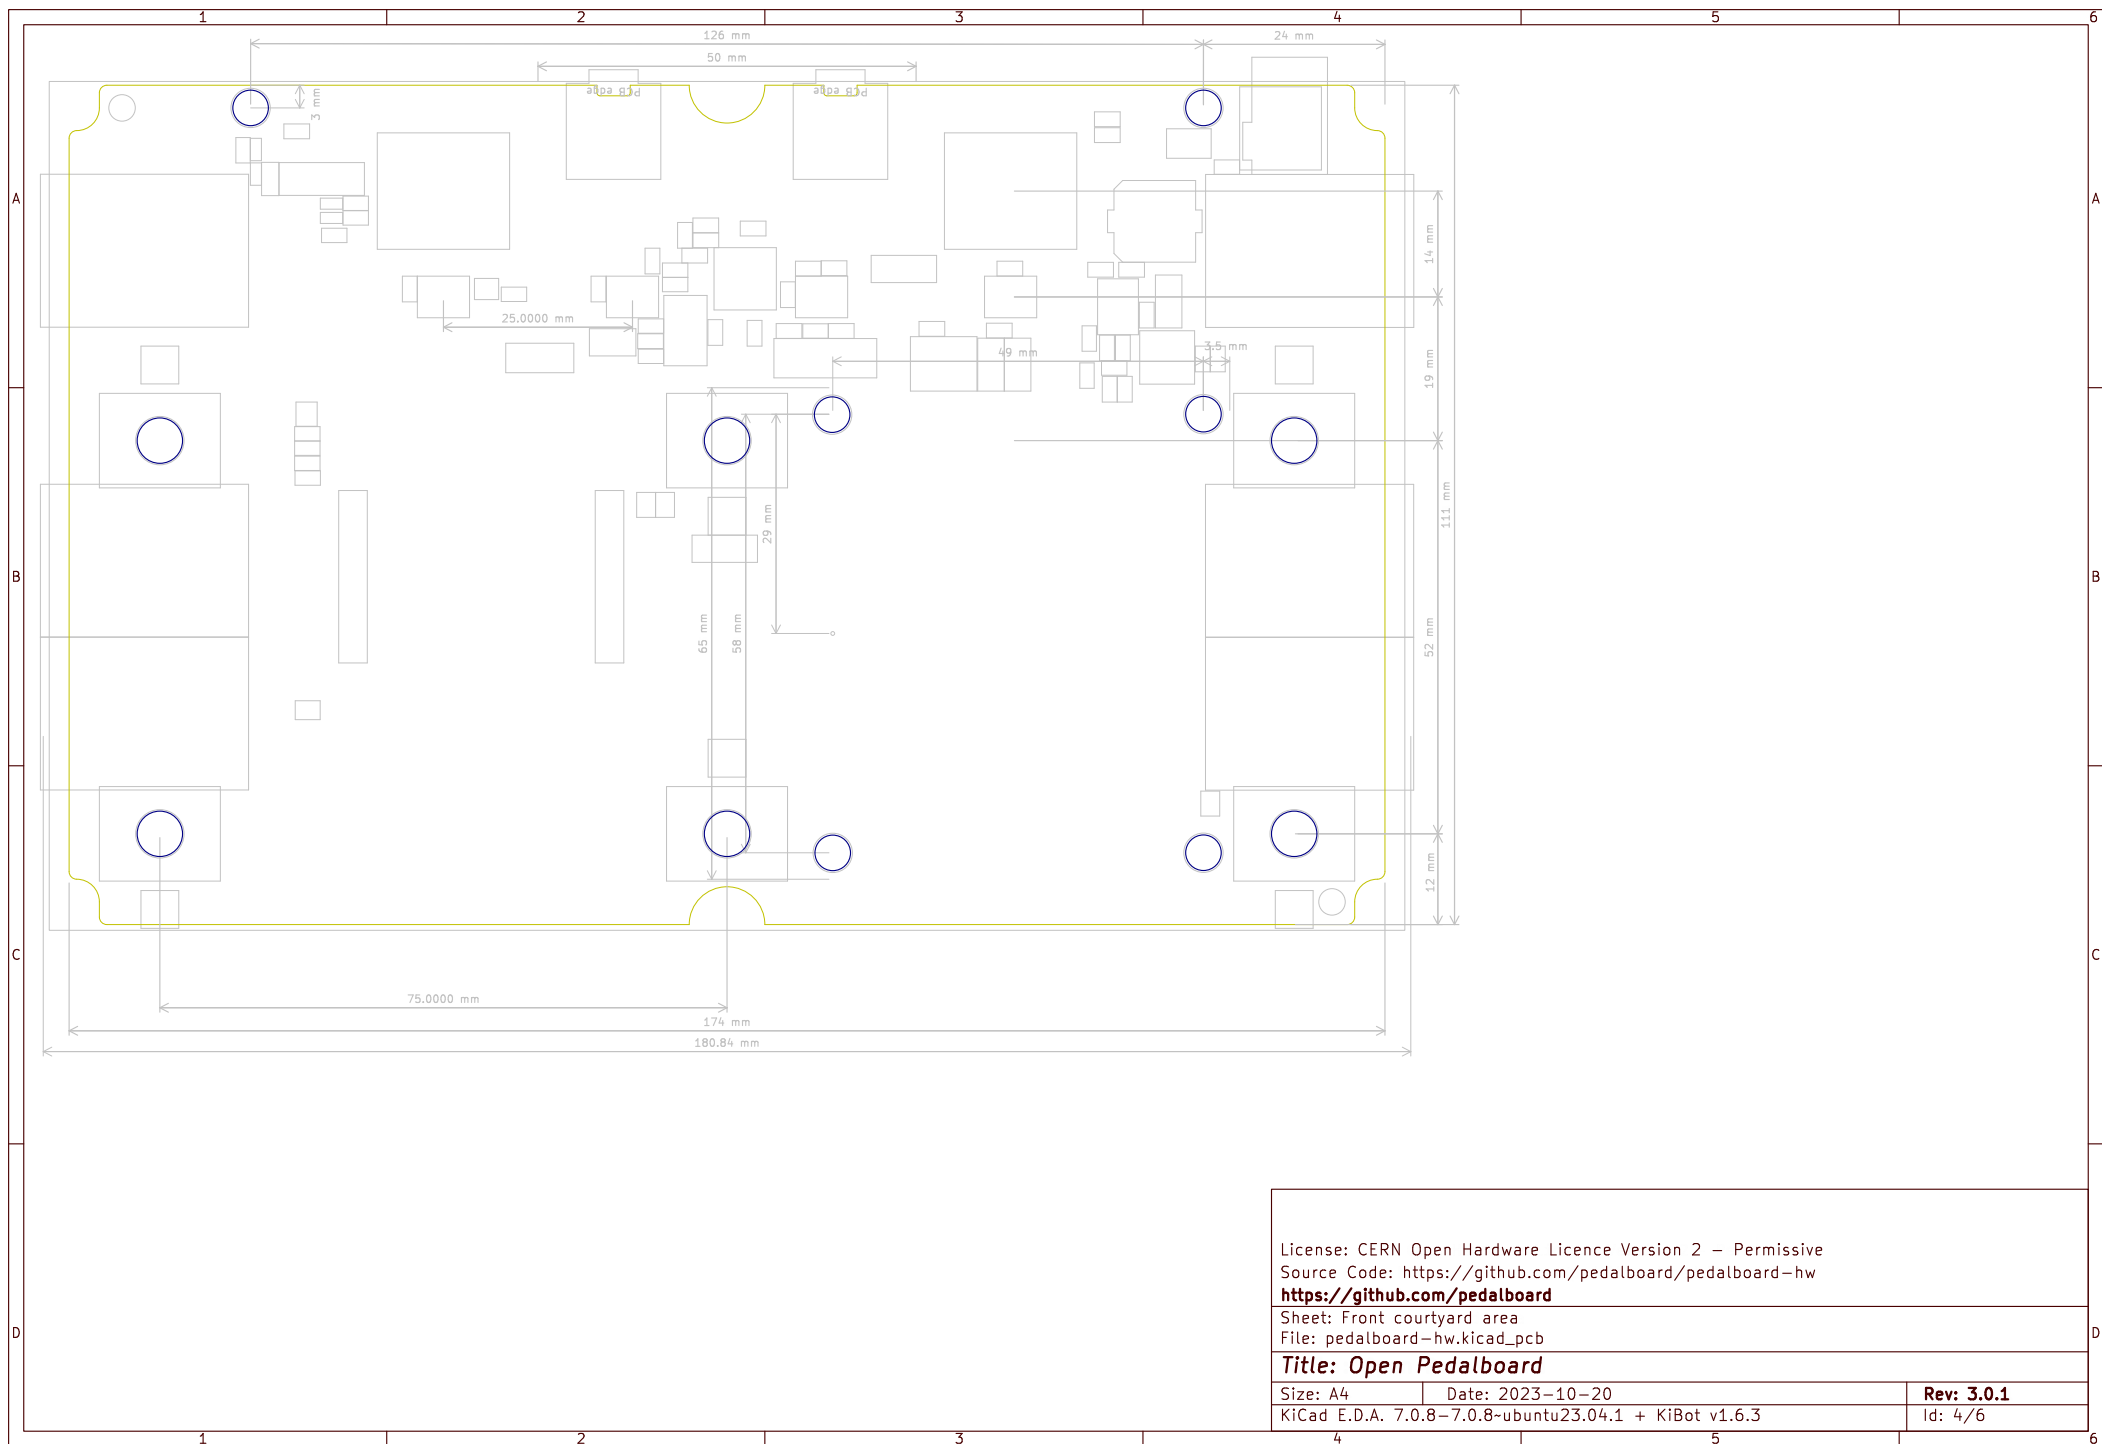 1 2 3 4 5 6
126 mm
24 mm
50 mm
3 mm
PCB edge
PCB edge
A
A
14 mm
25.0000 mm
49 mm
3.5 mm
19 mm
111 mm
29 mm
B
B
65 mm
58 mm
52 mm
12 mm
C
C
75.0000 mm
174 mm
180.84 mm
License: CERN Open Hardware Licence Version 2 - Permissive
Source Code: https://github.com/pedalboard/pedalboard-hw
https://github.com/pedalboard
Sheet: Front courtyard area
D
D
File: pedalboard-hw.kicad_pcb
Title: Open Pedalboard
Size: A4 Date: 2023-10-20 Rev: 3.0.1
KiCad E.D.A. 7.0.8-7.0.8~ubuntu23.04.1 + KiBot v1.6.3 Id: 4/6
1 2 3 4 5 6